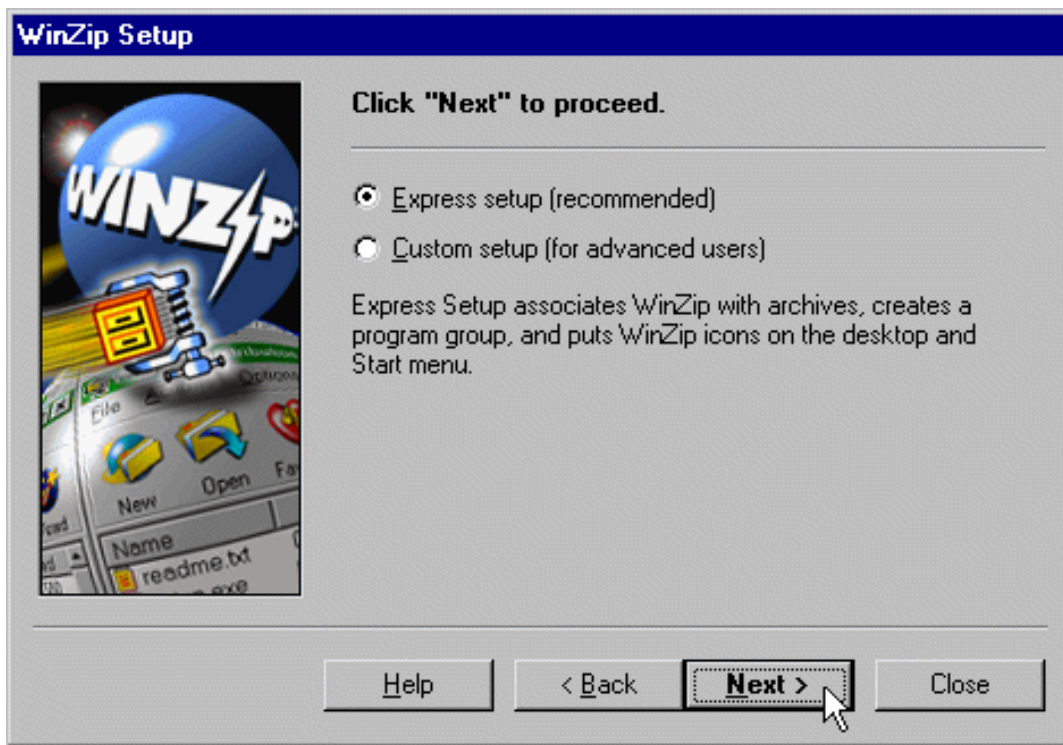 WinZip Setup
WINZIP
File
Options
New
Open
Name
readme.txt
Click "Next" to proceed.
Express setup (recommended)
Custom setup (for advanced users)
Express Setup associates WinZip with archives, creates a
program group, and puts WinZip icons on the desktop and
Start menu.
Help
< Back
Next >
Close